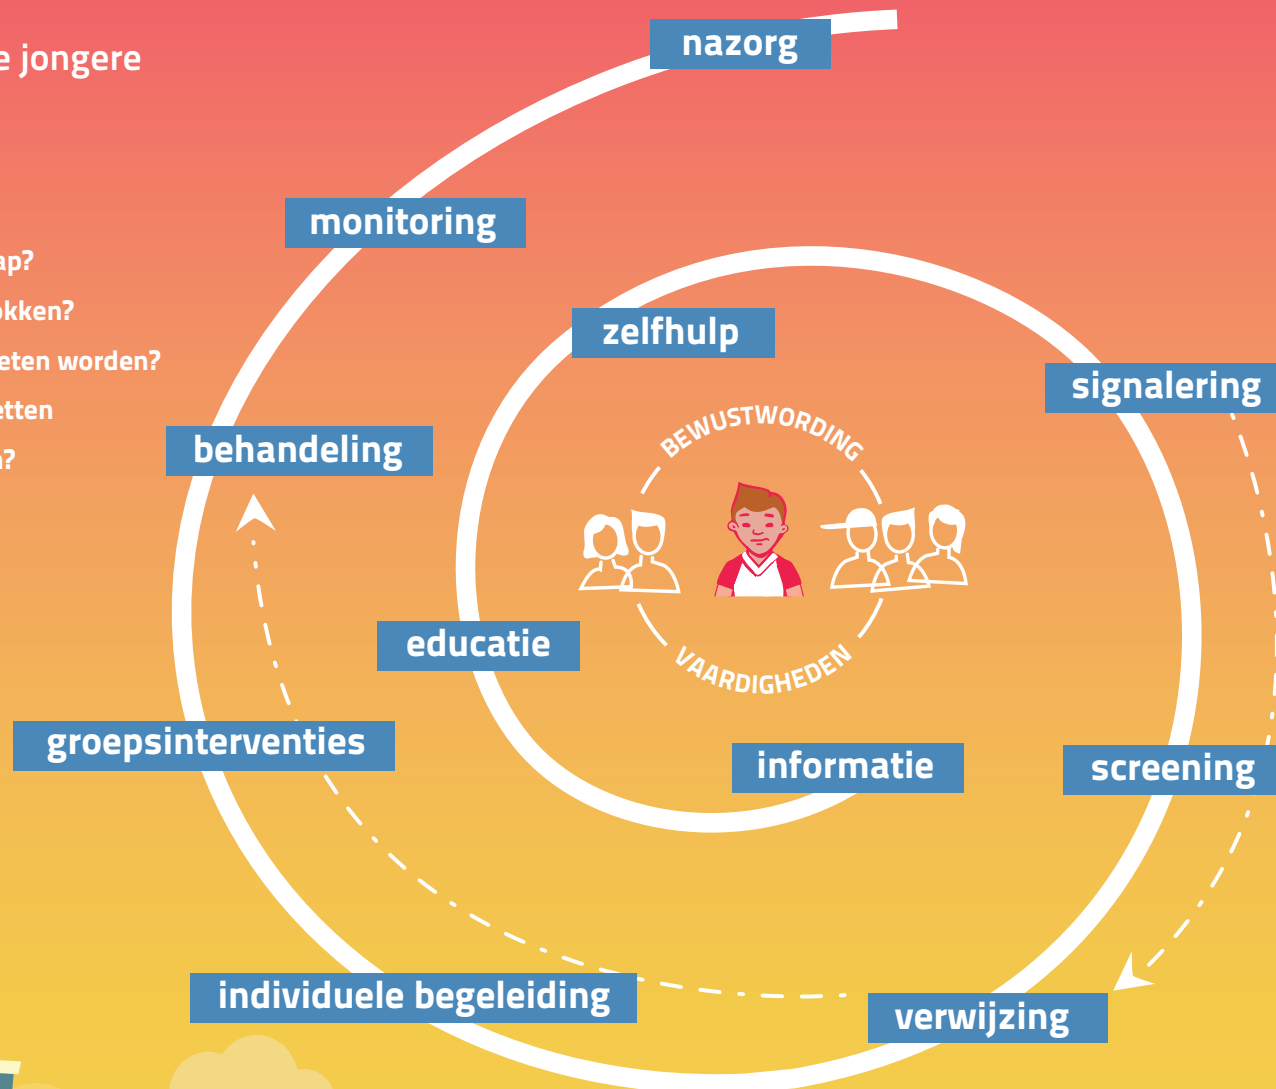 e jongere
nazorg
monitoring
ap?
okken?
eten worden?
etten
n?
zelfhulp
signalering
behandeling
BEWUSTWORDING
educatie
VAARDIGHEDEN
groepsinterventies
informatie
screening
individuele begeleiding
verwijzing